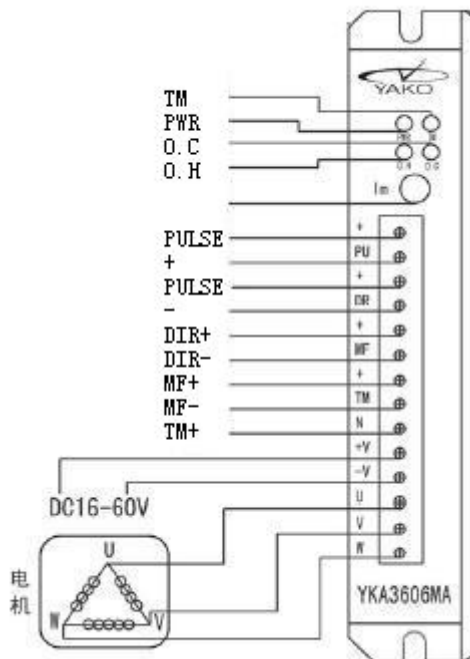 YAKO
TM
PWR
O.C
O.H
PWR TM
O.H O.C
Im
PULSE
+
PULSE
-
DIR+
DIR-
MF+
MF-
TM+
+
PU
+
DR
+
MF
+
TM
N
+V
-V
U
V
W
DC16-60V
电机
U
W
V
YKA3606MA